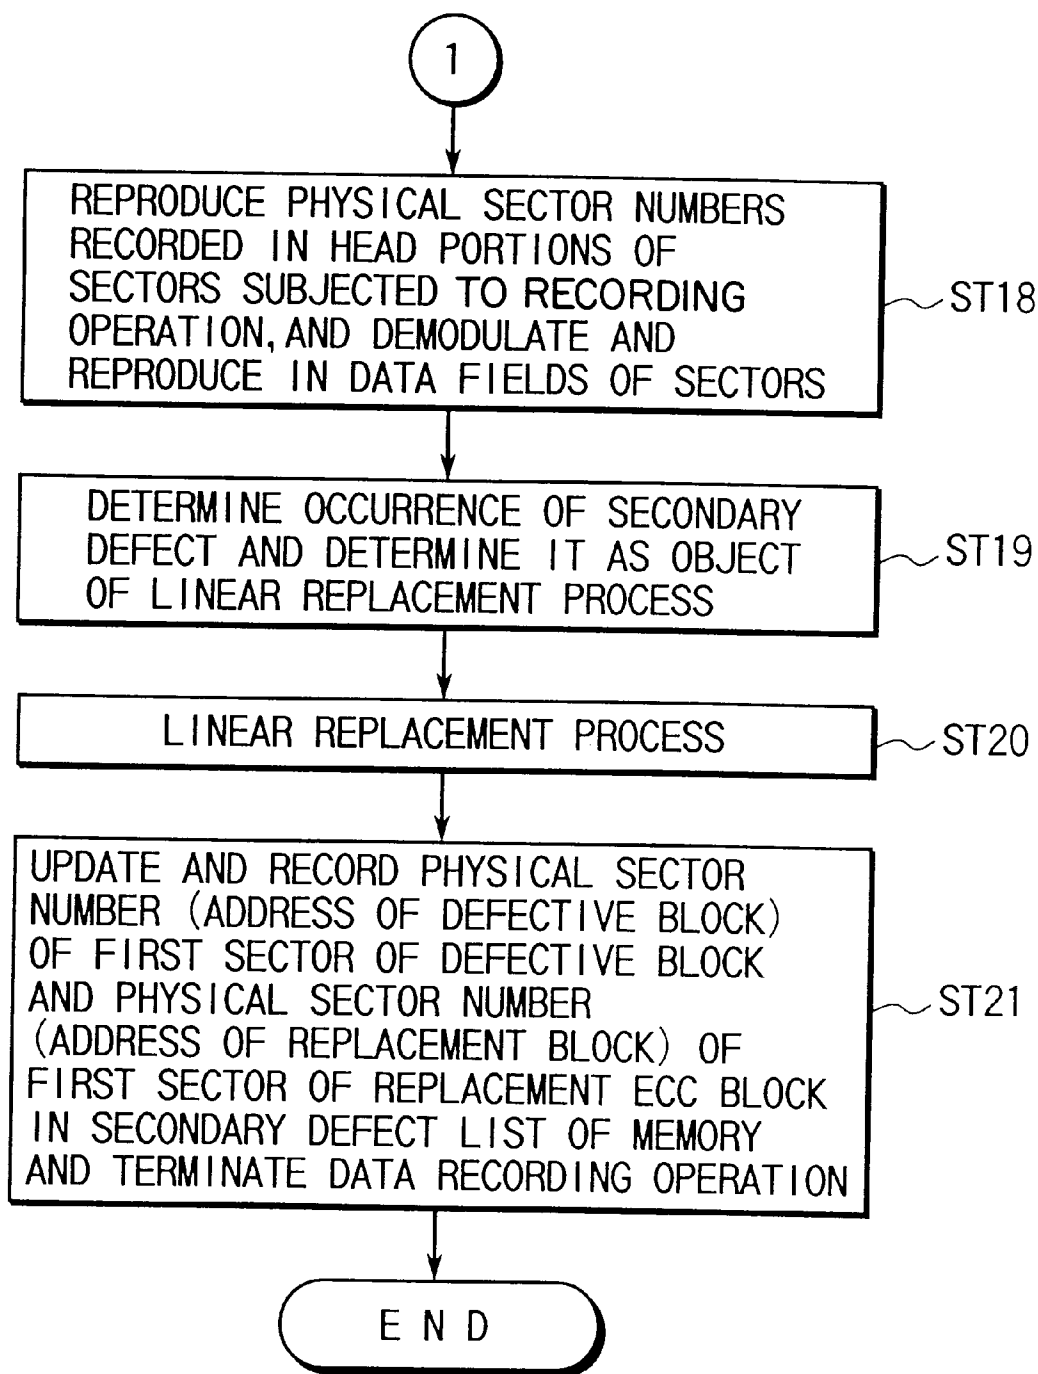 1
REPRODUCE PHYSICAL SECTOR NUMBERS
RECORDED IN HEAD PORTIONS OF
SECTORS SUBJECTED TO RECORDING
OPERATION, AND DEMODULATE AND
REPRODUCE IN DATA FIELDS OF SECTORS
ST18
DETERMINE OCCURRENCE OF SECONDARY
DEFECT AND DETERMINE IT AS OBJECT
OF LINEAR REPLACEMENT PROCESS
ST19
LINEAR REPLACEMENT PROCESS
ST20
UPDATE AND RECORD PHYSICAL SECTOR
NUMBER (ADDRESS OF DEFECTIVE BLOCK)
OF FIRST SECTOR OF DEFECTIVE BLOCK
AND PHYSICAL SECTOR NUMBER
(ADDRESS OF REPLACEMENT BLOCK) OF
FIRST SECTOR OF REPLACEMENT ECC BLOCK
IN SECONDARY DEFECT LIST OF MEMORY
AND TERMINATE DATA RECORDING OPERATION
ST21
END